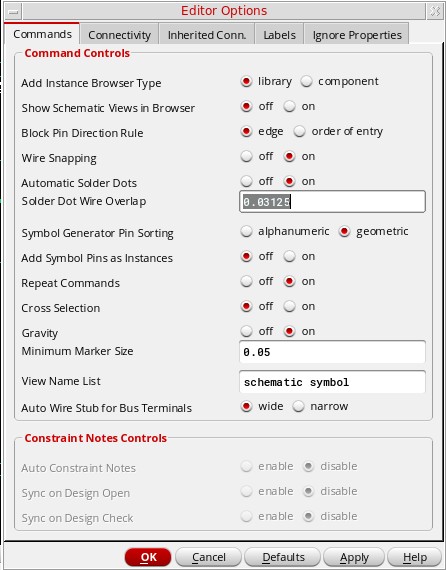 Editor Options
Commands Connectivity Inherited Conn. Labels Ignore Properties
Command Controls
Add Instance Browser Type library component
Show Schematic Views in Browser off on
Block Pin Direction Rule edge order of entry
Wire Snapping off on
Automatic Solder Dots off on
Solder Dot Wire Overlap 0.03125
Symbol Generator Pin Sorting alphanumeric geometric
Add Symbol Pins as Instances off on
Repeat Commands off on
Cross Selection off on
Gravity off on
Minimum Marker Size 0.05
View Name List schematic symbol
Auto Wire Stub for Bus Terminals wide narrow
Constraint Notes Controls
Auto Constraint Notes enable disable
Sync on Design Open enable disable
Sync on Design Check enable disable
OK Cancel Defaults Apply Help